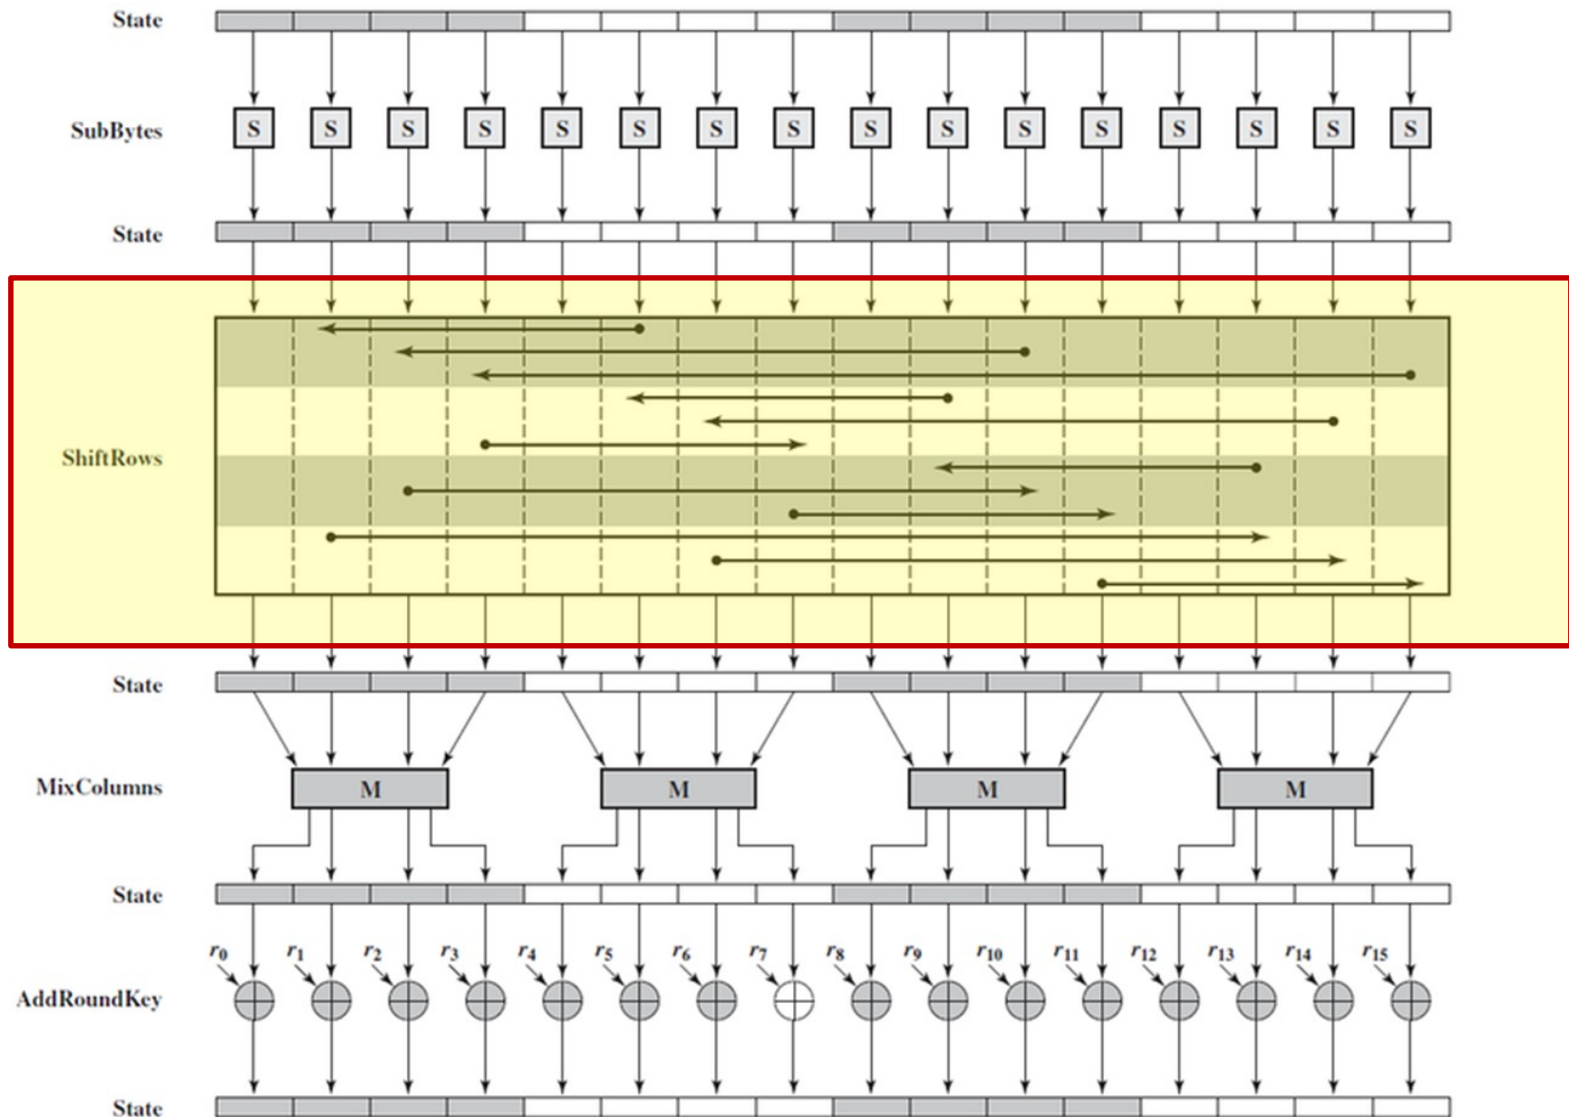 State
SubBytes
S S S S S S S S S S S S S S S S
State
ShiftRows
State
MixColumns
M M M M
State
r0 r1 r2 r3 r4 r5 r6 r7 r8 r9 r10 r11 r12 r13 r14 r15
AddRoundKey
State